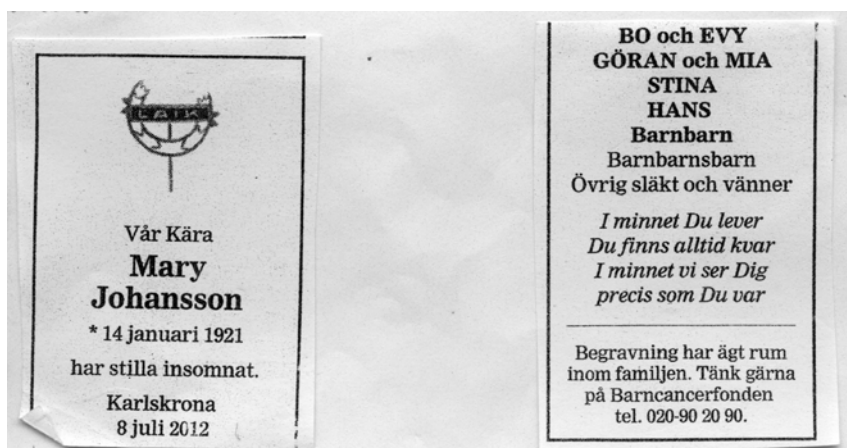 LAIK
Vår Kära
Mary
Johansson
* 14 januari 1921
har stilla insomnat.
Karlskrona
8 juli 2012
BO och EVY
GÖRAN och MIA
STINA
HANS
Barnbarn
Barnbarnsbarn
Övrig släkt och vänner
I minnet Du lever
Du finns alltid kvar
I minnet vi ser Dig
precis som Du var
Begravning har ägt rum
inom familjen. Tänk gärna
på Barncancerfonden
tel. 020-90 20 90.